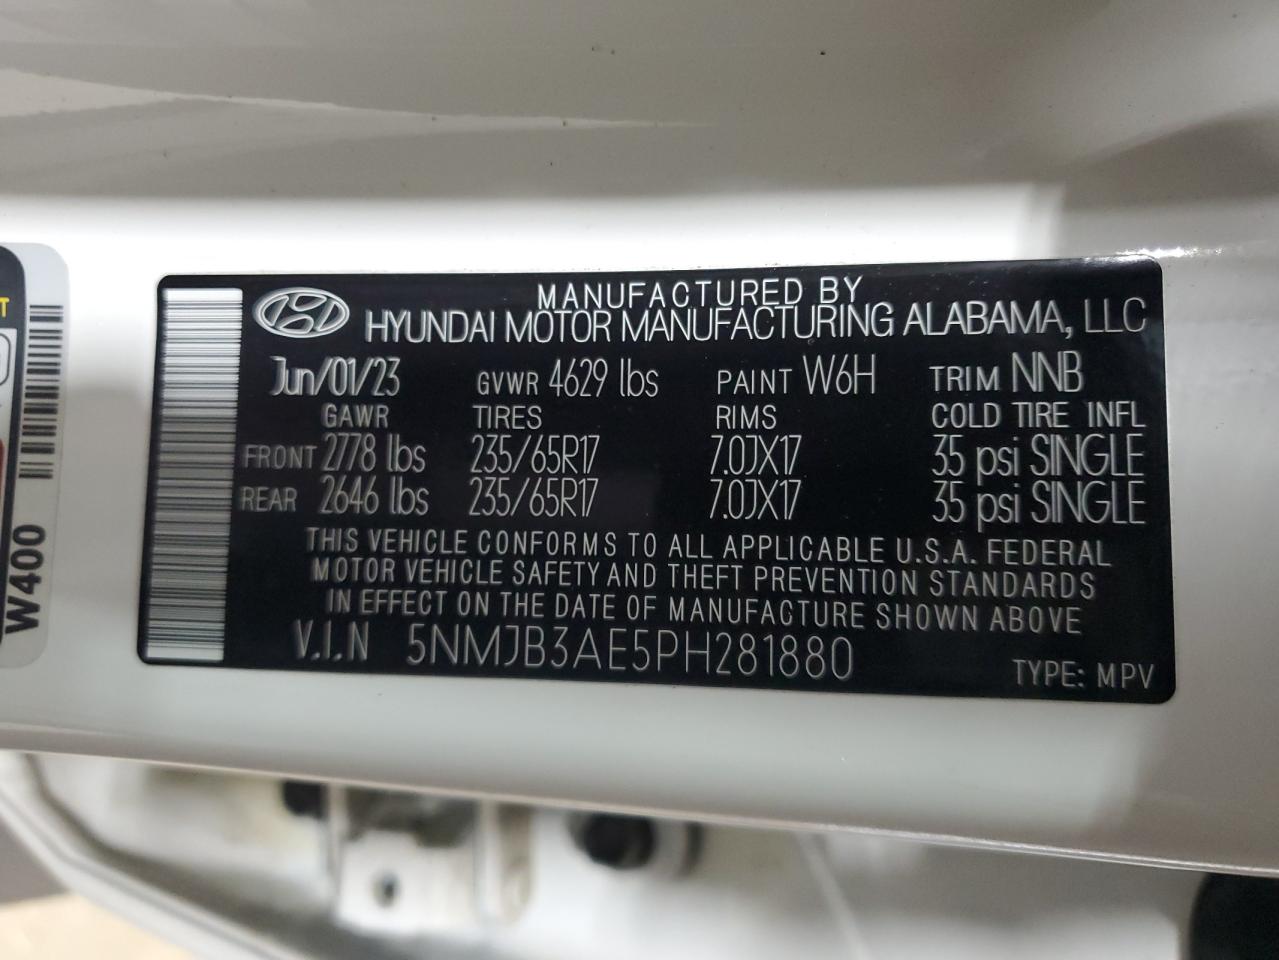 MANUFACTURED BY
HYUNDAI MOTOR MANUFACTURING ALABAMA, LLC
Jun/01/23 GVWR 4629 lbs PAINT W6H TRIM NNB
GAWR TIRES RIMS COLD TIRE INFL
FRONT 2778 lbs 235/65R17 7.0JX17 35 psi SINGLE
REAR 2646 lbs 235/65R17 7.0JX17 35 psi SINGLE
THIS VEHICLE CONFORMS TO ALL APPLICABLE U.S.A. FEDERAL
MOTOR VEHICLE SAFETY AND THEFT PREVENTION STANDARDS
IN EFFECT ON THE DATE OF MANUFACTURE SHOWN ABOVE
V.I.N 5NMJB3AE5PH281880
TYPE: MPV
W400